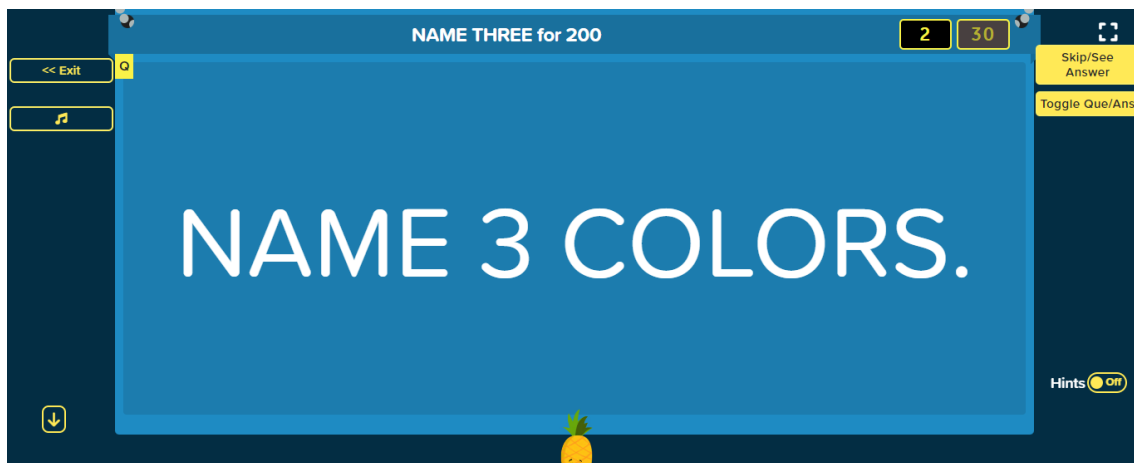 NAME THREE for 200
2 30
<< Exit
Q
Skip/See
Answer
Toggle Que/Ans
NAME 3 COLORS.
Hints Off